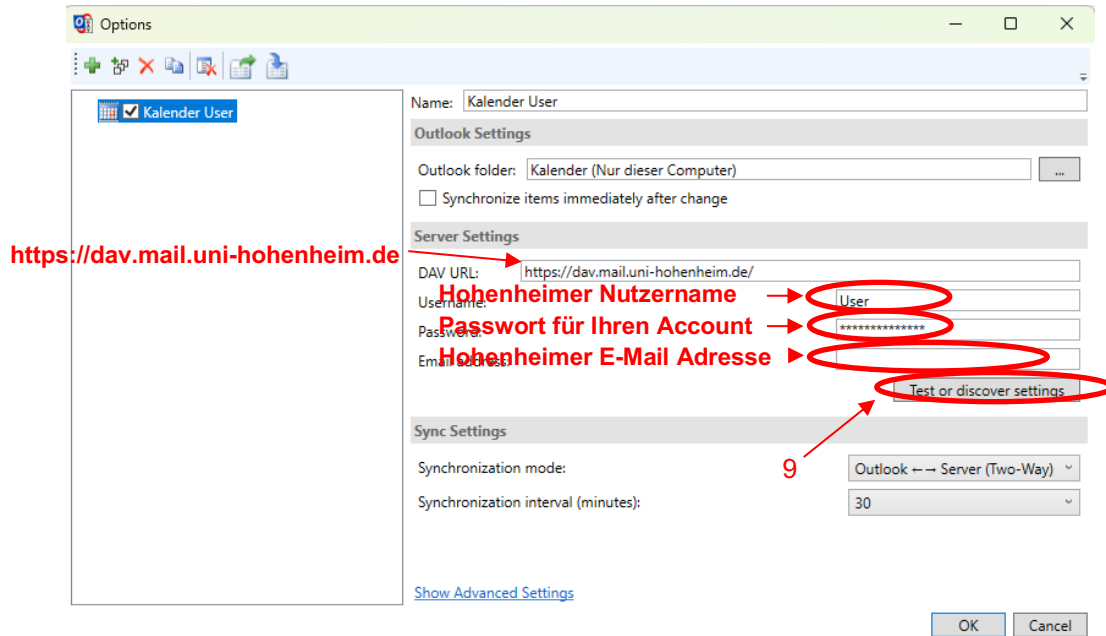 Options
Kalender User
Name: Kalender User
Outlook Settings
Outlook folder: Kalender (Nur dieser Computer) ...
Synchronize items immediately after change
Server Settings
https://dav.mail.uni-hohenheim.de
DAV URL: https://dav.mail.uni-hohenheim.de/
Hohenheimer Nutzername
Username: User
Passwort für Ihren Account
Password: **************
Hohenheimer E-Mail Adresse
Email address:
Test or discover settings
Sync Settings
9
Synchronization mode: Outlook ←→ Server (Two-Way)
Synchronization interval (minutes): 30
Show Advanced Settings
OK Cancel